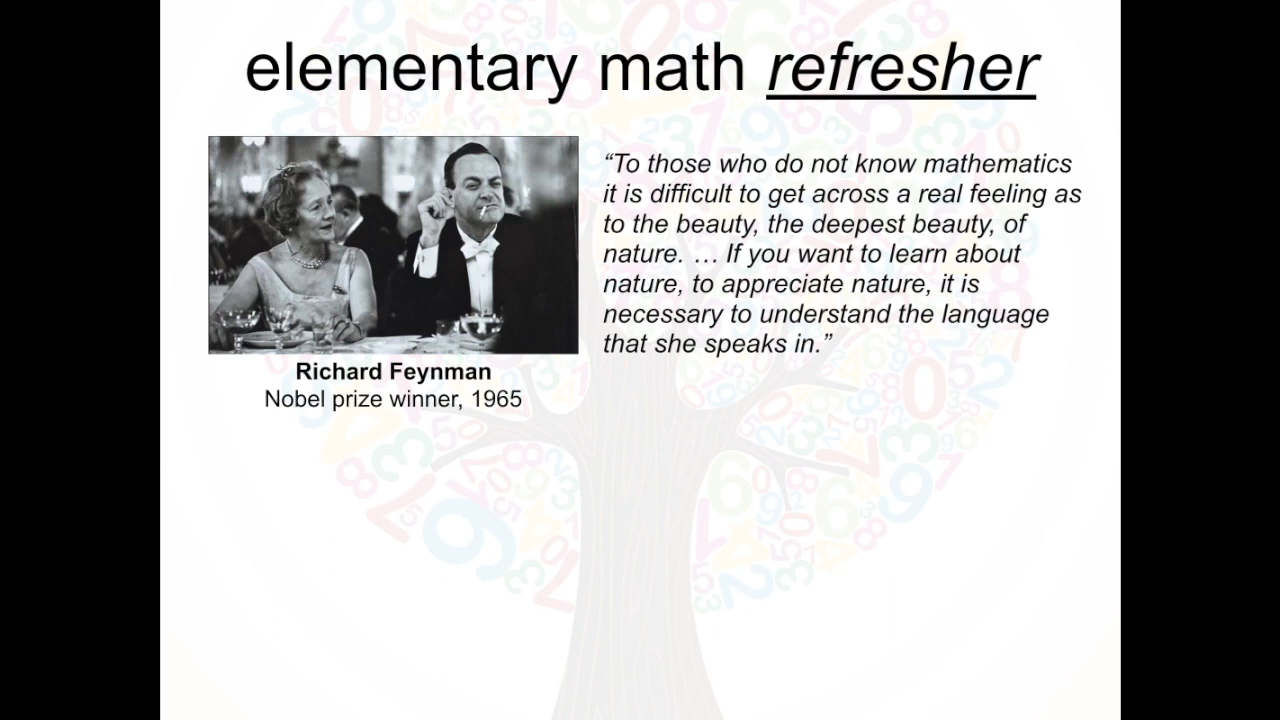 elementary math refresher
“To those who do not know mathematics
it is difficult to get across a real feeling as
to the beauty, the deepest beauty, of
nature. … If you want to learn about
nature, to appreciate nature, it is
necessary to understand the language
that she speaks in.”
Richard Feynman
Nobel prize winner, 1965